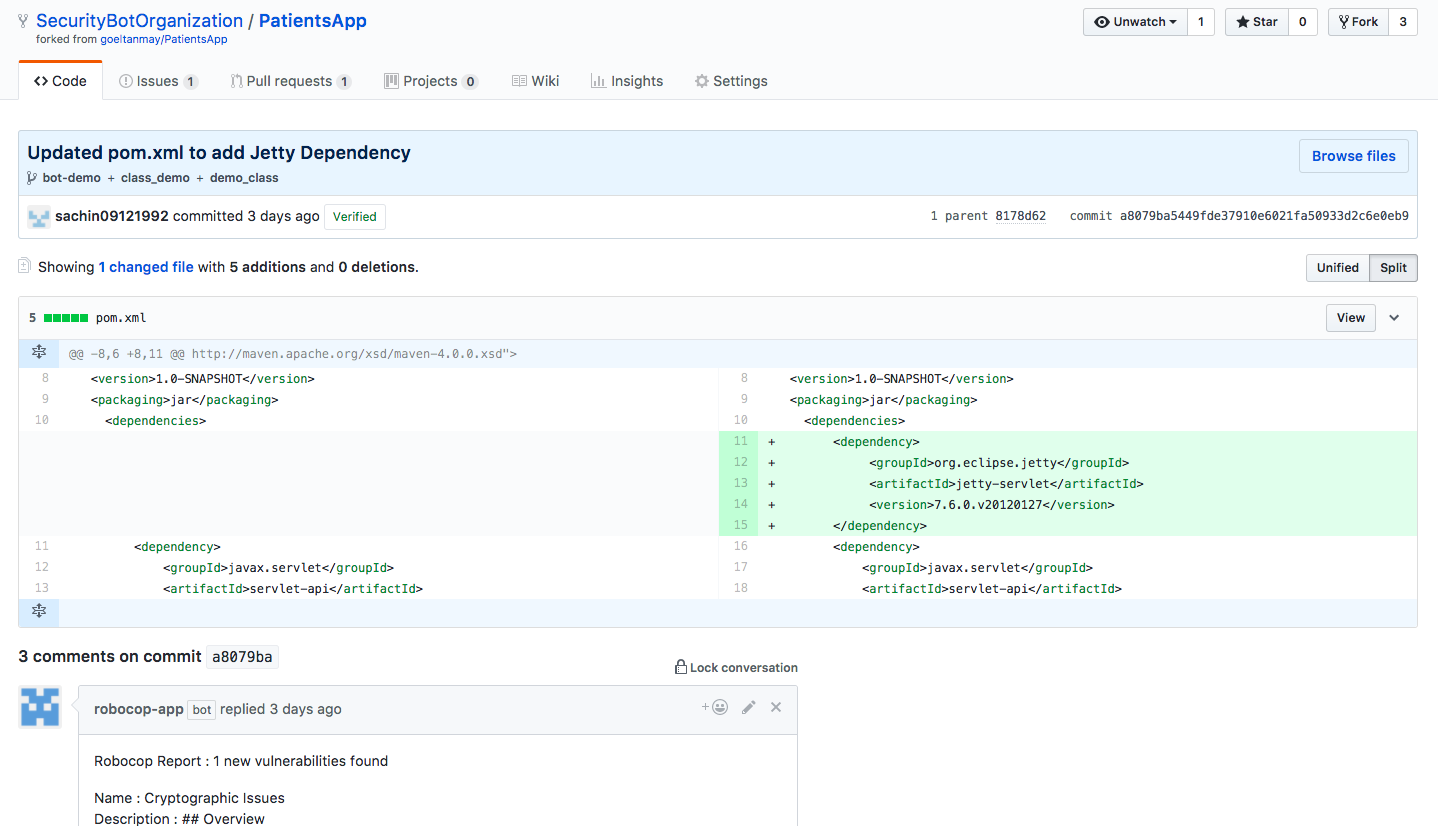 SecurityBotOrganization / PatientsApp
forked from goeltanmay/PatientsApp
Unwatch 1 Star 0 Fork 3
Code Issues 1 Pull requests 1 Projects 0 Wiki Insights Settings
Updated pom.xml to add Jetty Dependency
Browse files
bot-demo + class_demo + demo_class
sachin09121992 committed 3 days ago Verified 1 parent 8178d62 commit a8079ba5449fde37910e6021fa50933d2c6e0eb9
Showing 1 changed file with 5 additions and 0 deletions. Unified Split
5 pom.xml View
@@ -8,6 +8,11 @@ http://maven.apache.org/xsd/maven-4.0.0.xsd">
8 <version>1.0-SNAPSHOT</version> 8 <version>1.0-SNAPSHOT</version>
9 <packaging>jar</packaging> 9 <packaging>jar</packaging>
10 <dependencies> 10 <dependencies>
11 + <dependency>
12 + <groupId>org.eclipse.jetty</groupId>
13 + <artifactId>jetty-servlet</artifactId>
14 + <version>7.6.0.v20120127</version>
15 + </dependency>
11 <dependency> 16 <dependency>
12 <groupId>javax.servlet</groupId> 17 <groupId>javax.servlet</groupId>
13 <artifactId>servlet-api</artifactId> 18 <artifactId>servlet-api</artifactId>
3 comments on commit a8079ba
Lock conversation
robocop-app bot replied 3 days ago
Robocop Report : 1 new vulnerabilities found
Name : Cryptographic Issues
Description : ## Overview